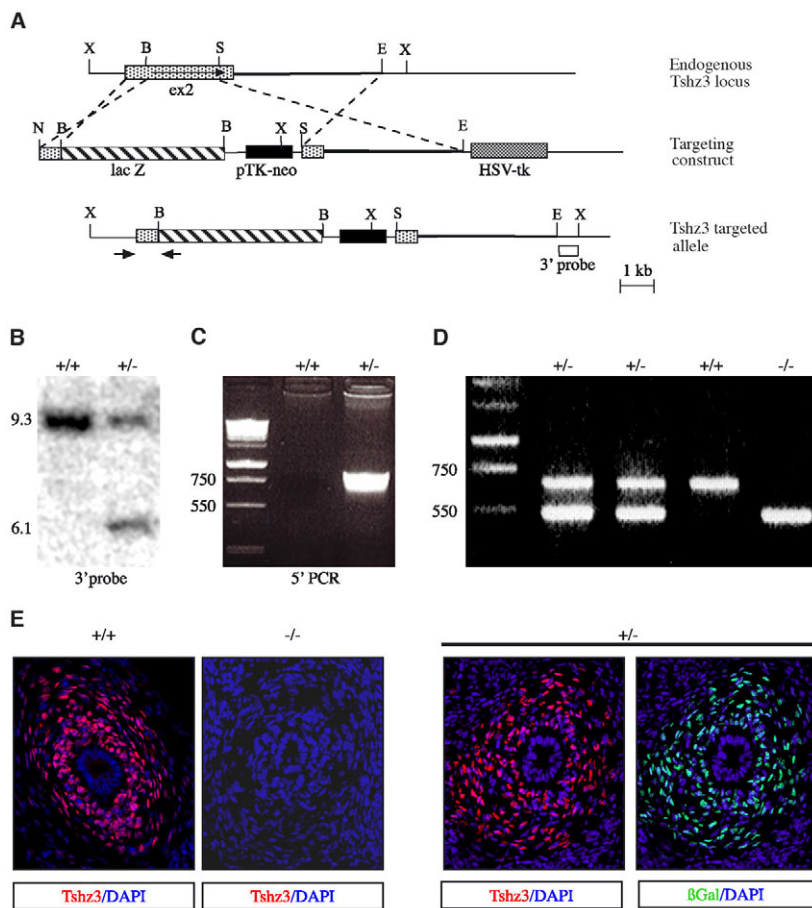 A
X B S E X
ex2
Endogenous
Tshz3 locus
N B B X S E
lac Z pTK-neo HSV-tk
Targeting
construct
X B B X S E X
3' probe
Tshz3 targeted
allele
1 kb
B
+/+ +/-
9.3
6.1
3'probe
C
+/+ +/-
750
550
5' PCR
D
+/- +/- +/+ -/-
750
550
E
+/+ -/- +/-
Tshz3/DAPI Tshz3/DAPI Tshz3/DAPI ßGal/DAPI